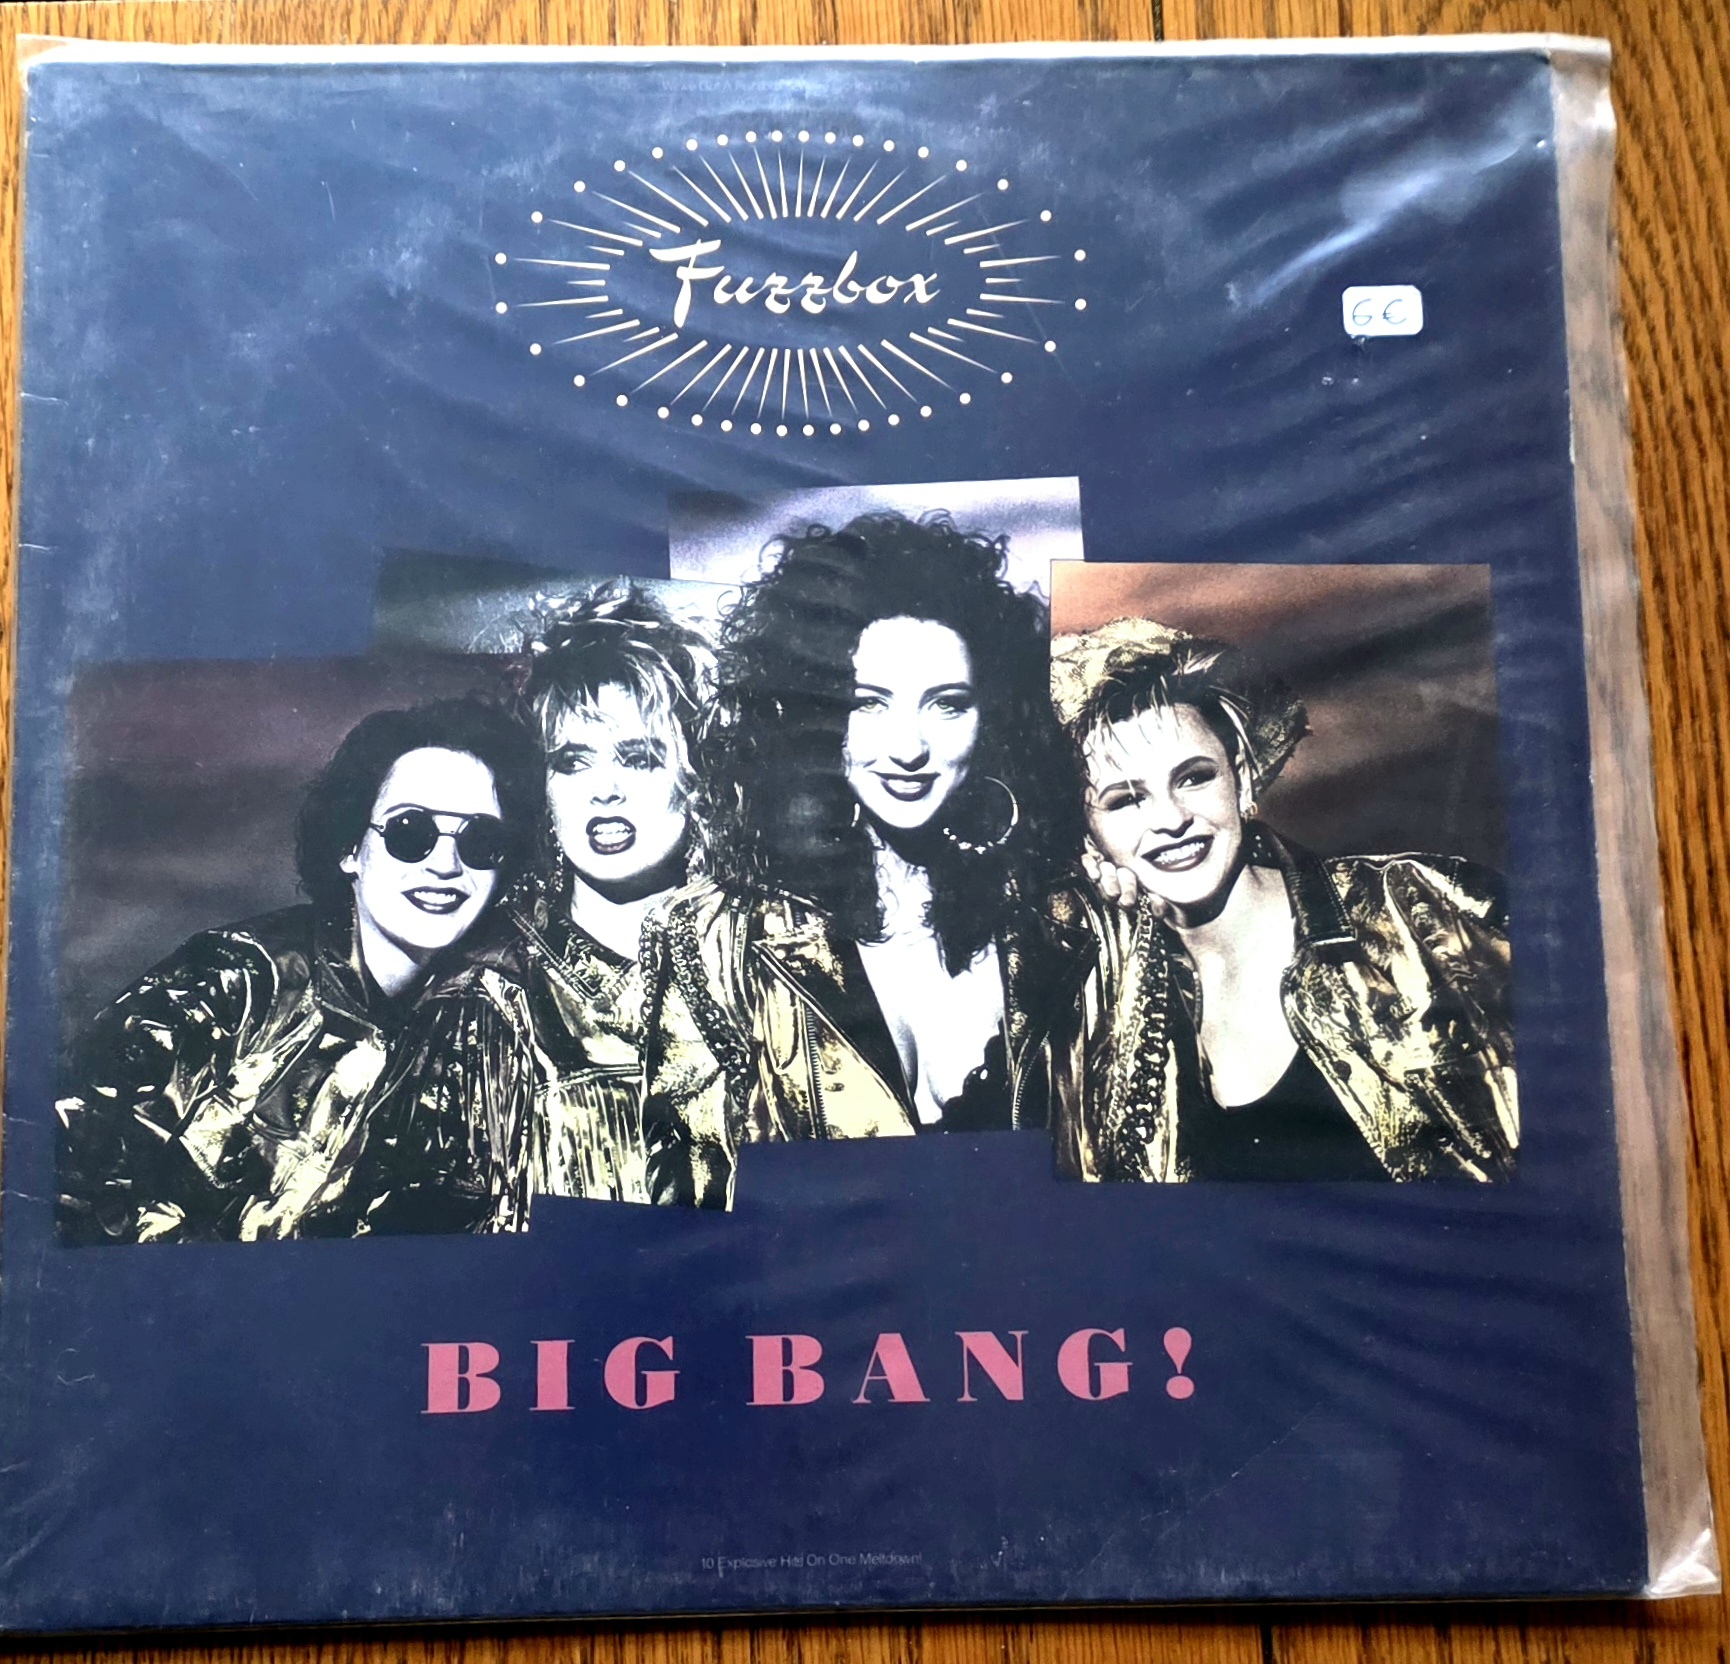 Fuzzbox
6€
BIG BANG!
10 Explosive Hits! On One Meltdown!